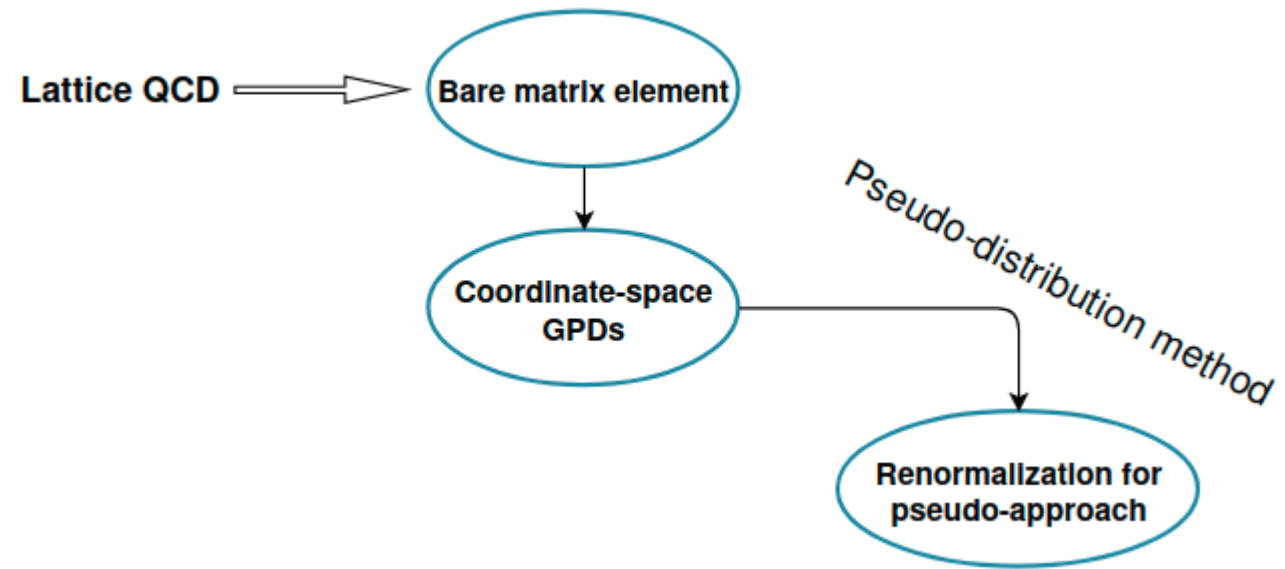 Lattice QCD
Bare matrix element
Coordinate-space
GPDs
Pseudo-distribution method
Renormalization for
pseudo-approach